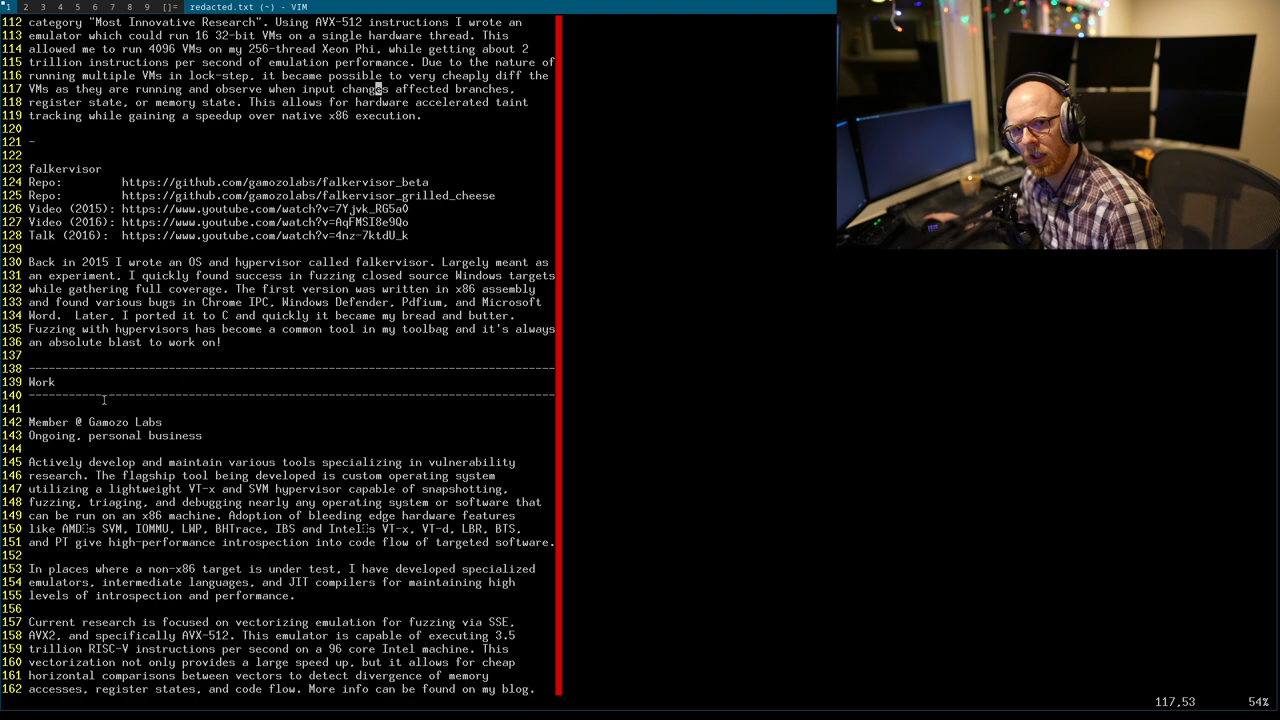 1 2 3 4 5 6 7 8 9 []= redacted.txt (~) - VIM
112 category "Most Innovative Research". Using AVX-512 instructions I wrote an
113 emulator which could run 16 32-bit VMs on a single hardware thread. This
114 allowed me to run 4096 VMs on my 256-thread Xeon Phi, while getting about 2
115 trillion instructions per second of emulation performance. Due to the nature of
116 running multiple VMs in lock-step, it became possible to very cheaply diff the
117 VMs as they are running and observe when input changes affected branches,
118 register state, or memory state. This allows for hardware accelerated taint
119 tracking while gaining a speedup over native x86 execution.
120
121 -
122
123 falkervisor
124 Repo: https://github.com/gamozolabs/falkervisor_beta
125 Repo: https://github.com/gamozolabs/falkervisor_grilled_cheese
126 Video (2015): https://www.youtube.com/watch?v=7Yjvk_RG5a0
127 Video (2016): https://www.youtube.com/watch?v=AqFMSI8e9Qo
128 Talk (2016): https://www.youtube.com/watch?v=4nz-7ktdU_k
129
130 Back in 2015 I wrote an OS and hypervisor called falkervisor. Largely meant as
131 an experiment, I quickly found success in fuzzing closed source Windows targets
132 while gathering full coverage. The first version was written in x86 assembly
133 and found various bugs in Chrome IPC, Windows Defender, Pdfium, and Microsoft
134 Word.  Later, I ported it to C and quickly it became my bread and butter.
135 Fuzzing with hypervisors has become a common tool in my toolbag and it's always
136 an absolute blast to work on!
137
138 -------------------------------------------------------------------------------
139 Work
140 -------------------------------------------------------------------------------
141
142 Member @ Gamozo Labs
143 Ongoing, personal business
144
145 Actively develop and maintain various tools specializing in vulnerability
146 research. The flagship tool being developed is custom operating system
147 utilizing a lightweight VT-x and SVM hypervisor capable of snapshotting,
148 fuzzing, triaging, and debugging nearly any operating system or software that
149 can be run on an x86 machine. Adoption of bleeding edge hardware features
150 like AMD▯s SVM, IOMMU, LWP, BHTrace, IBS and Intel▯s VT-x, VT-d, LBR, BTS,
151 and PT give high-performance introspection into code flow of targeted software.
152
153 In places where a non-x86 target is under test, I have developed specialized
154 emulators, intermediate languages, and JIT compilers for maintaining high
155 levels of introspection and performance.
156
157 Current research is focused on vectorizing emulation for fuzzing via SSE,
158 AVX2, and specifically AVX-512. This emulator is capable of executing 3.5
159 trillion RISC-V instructions per second on a 96 core Intel machine. This
160 vectorization not only provides a large speed up, but it allows for cheap
161 horizontal comparisons between vectors to detect divergence of memory
162 accesses, register states, and code flow. More info can be found on my blog.
117,53 54%